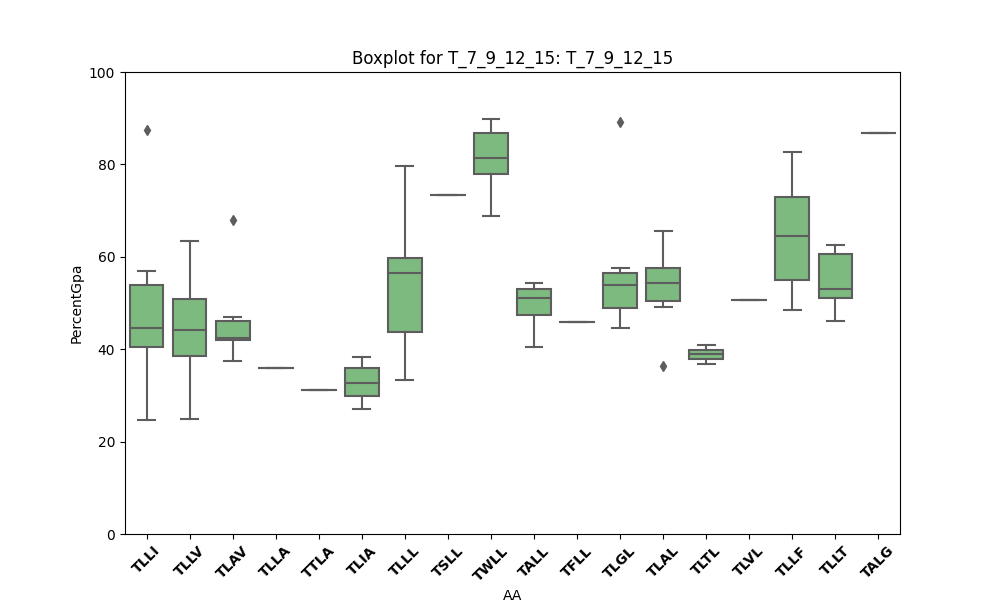 Boxplot for T_7_9_12_15: T_7_9_12_15
100
80
60
40
20
0
PercentGpa
TLLI
TLLV
TLAV
TLLA
TTLA
TLIA
TLLL
TSLL
TWLL
TALL
TFLL
TLGL
TLAL
TLTL
TLVL
TLLF
TLLT
TALG
AA